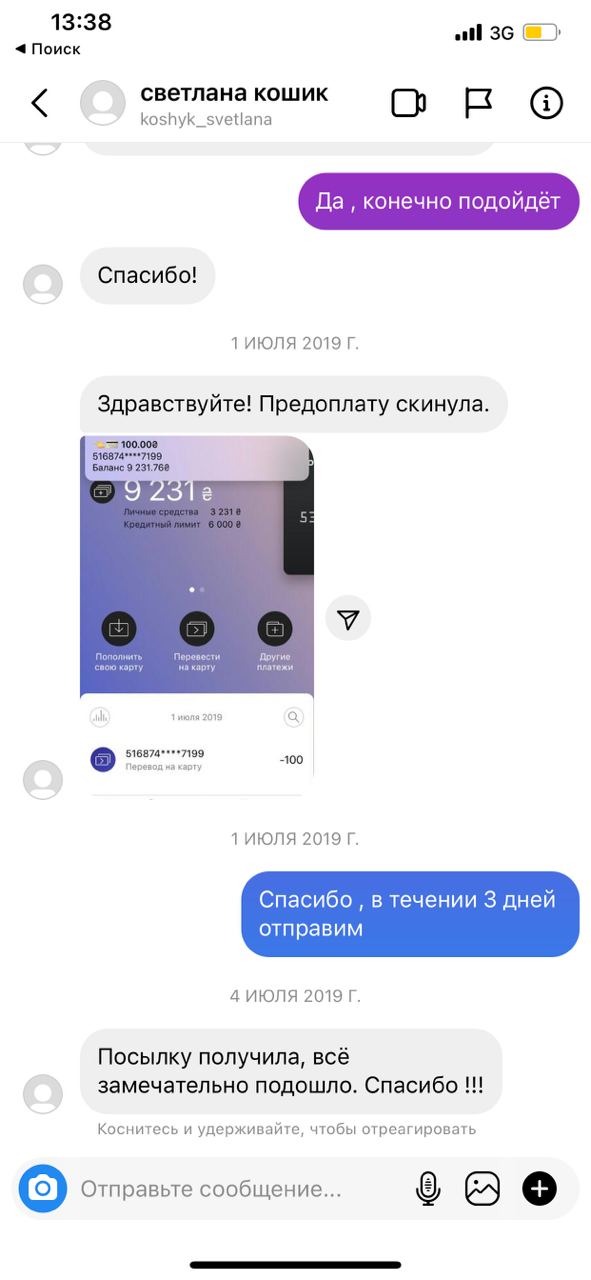 13:38
Поиск
3G
светлана кошик
koshyk_svetlana
Да , конечно подойдёт
Спасибо!
1 ИЮЛЯ 2019 Г.
Здравствуйте! Предоплату скинула.
100.00₴
516874****7199
Баланс 9 231.76₴
9 231 ₴
Личные средства 3 231 ₴
Кредитный лимит 6 000 ₴
Пополнить
свою карту
Перевести
на карту
Другие
платежи
1 июля 2019
516874****7199
Перевод на карту
-100
1 ИЮЛЯ 2019 Г.
Спасибо , в течении 3 дней
отправим
4 ИЮЛЯ 2019 Г.
Посылку получила, всё
замечательно подошло. Спасибо !!!
Коснитесь и удерживайте, чтобы отреагировать
Отправьте сообщение...